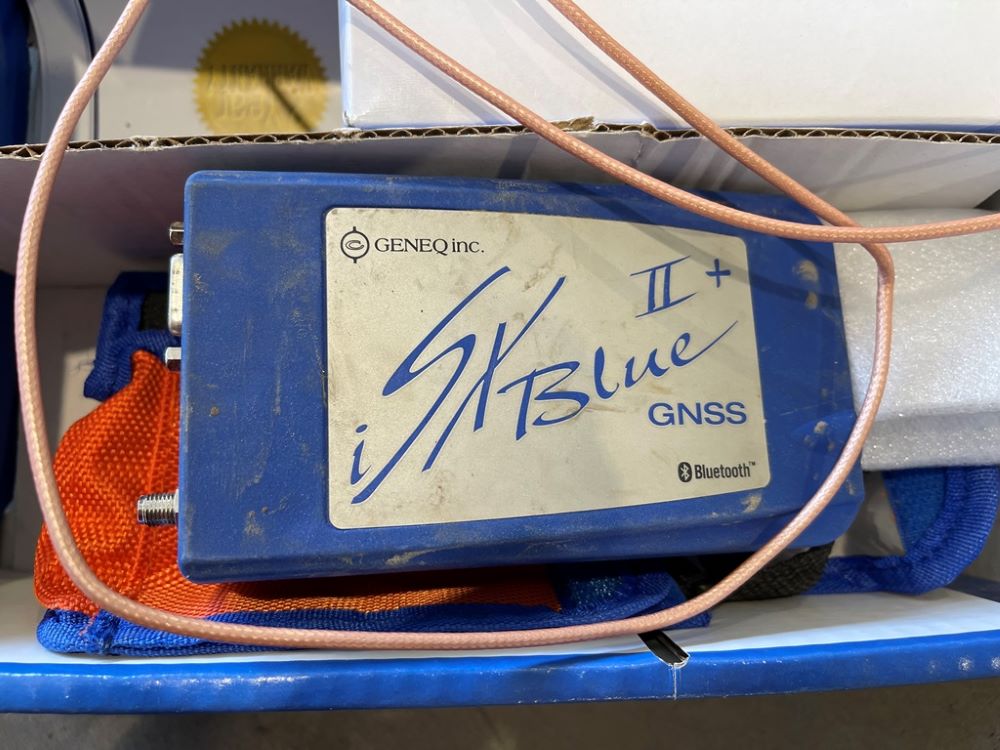 GENEQ inc.
iSXBlue II +
GNSS
Bluetooth™